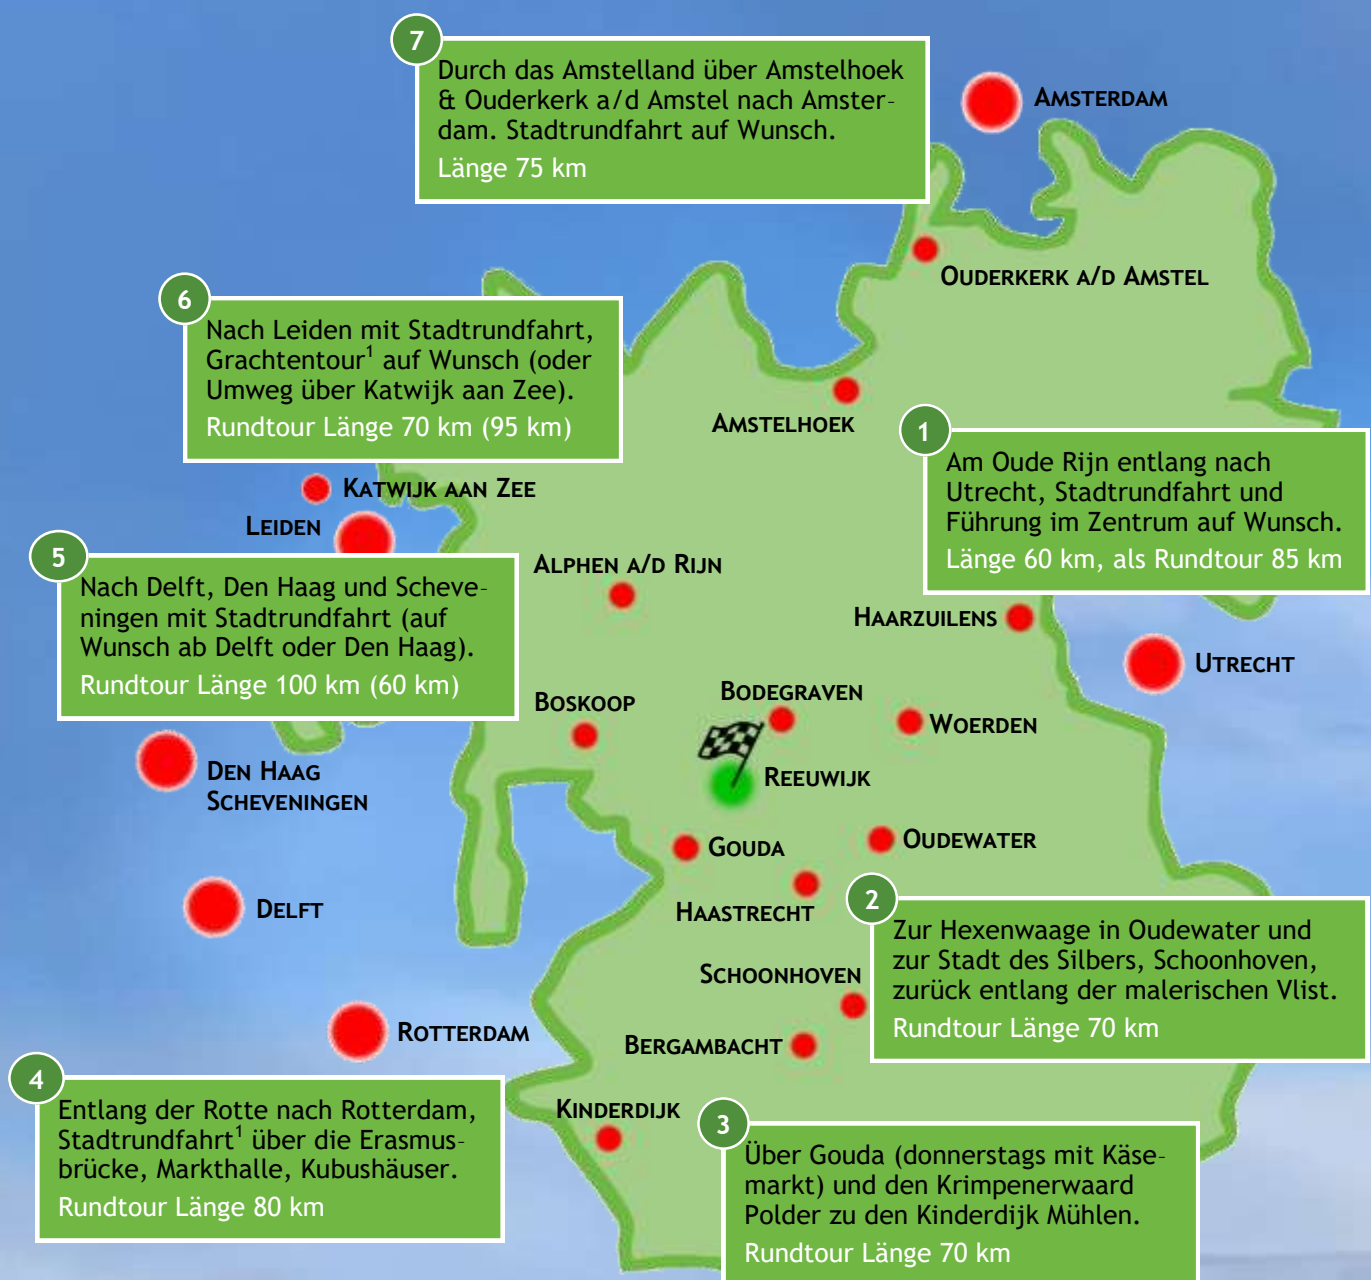 7
Durch das Amstelland über Amstelhoek
& Ouderkerk a/d Amstel nach Amster-
dam. Stadtrundfahrt auf Wunsch.
Länge 75 km
AMSTERDAM
OUDERKERK A/D AMSTEL
6
Nach Leiden mit Stadtrundfahrt,
Grachtentour¹ auf Wunsch (oder
Umweg über Katwijk aan Zee).
Rundtour Länge 70 km (95 km)
AMSTELHOEK
1
Am Oude Rijn entlang nach
Utrecht, Stadtrundfahrt und
Führung im Zentrum auf Wunsch.
Länge 60 km, als Rundtour 85 km
KATWIJK AAN ZEE
LEIDEN
5
Nach Delft, Den Haag und Scheve-
ningen mit Stadtrundfahrt (auf
Wunsch ab Delft oder Den Haag).
Rundtour Länge 100 km (60 km)
ALPHEN A/D RIJN
HAARZUILENS
UTRECHT
BOSKOOP
BODEGRAVEN
WOERDEN
DEN HAAG
SCHEVENINGEN
REEUWIJK
GOUDA
OUDEWATER
HAASTRECHT
DELFT
2
Zur Hexenwaage in Oudewater und
zur Stadt des Silbers, Schoonhoven,
zurück entlang der malerischen Vlist.
Rundtour Länge 70 km
SCHOONHOVEN
ROTTERDAM
BERGAMBACHT
4
Entlang der Rotte nach Rotterdam,
Stadtrundfahrt¹ über die Erasmus-
brücke, Markthalle, Kubushäuser.
Rundtour Länge 80 km
KINDERDIJK
3
Über Gouda (donnerstags mit Käse-
markt) und den Krimpenerwaard
Polder zu den Kinderdijk Mühlen.
Rundtour Länge 70 km